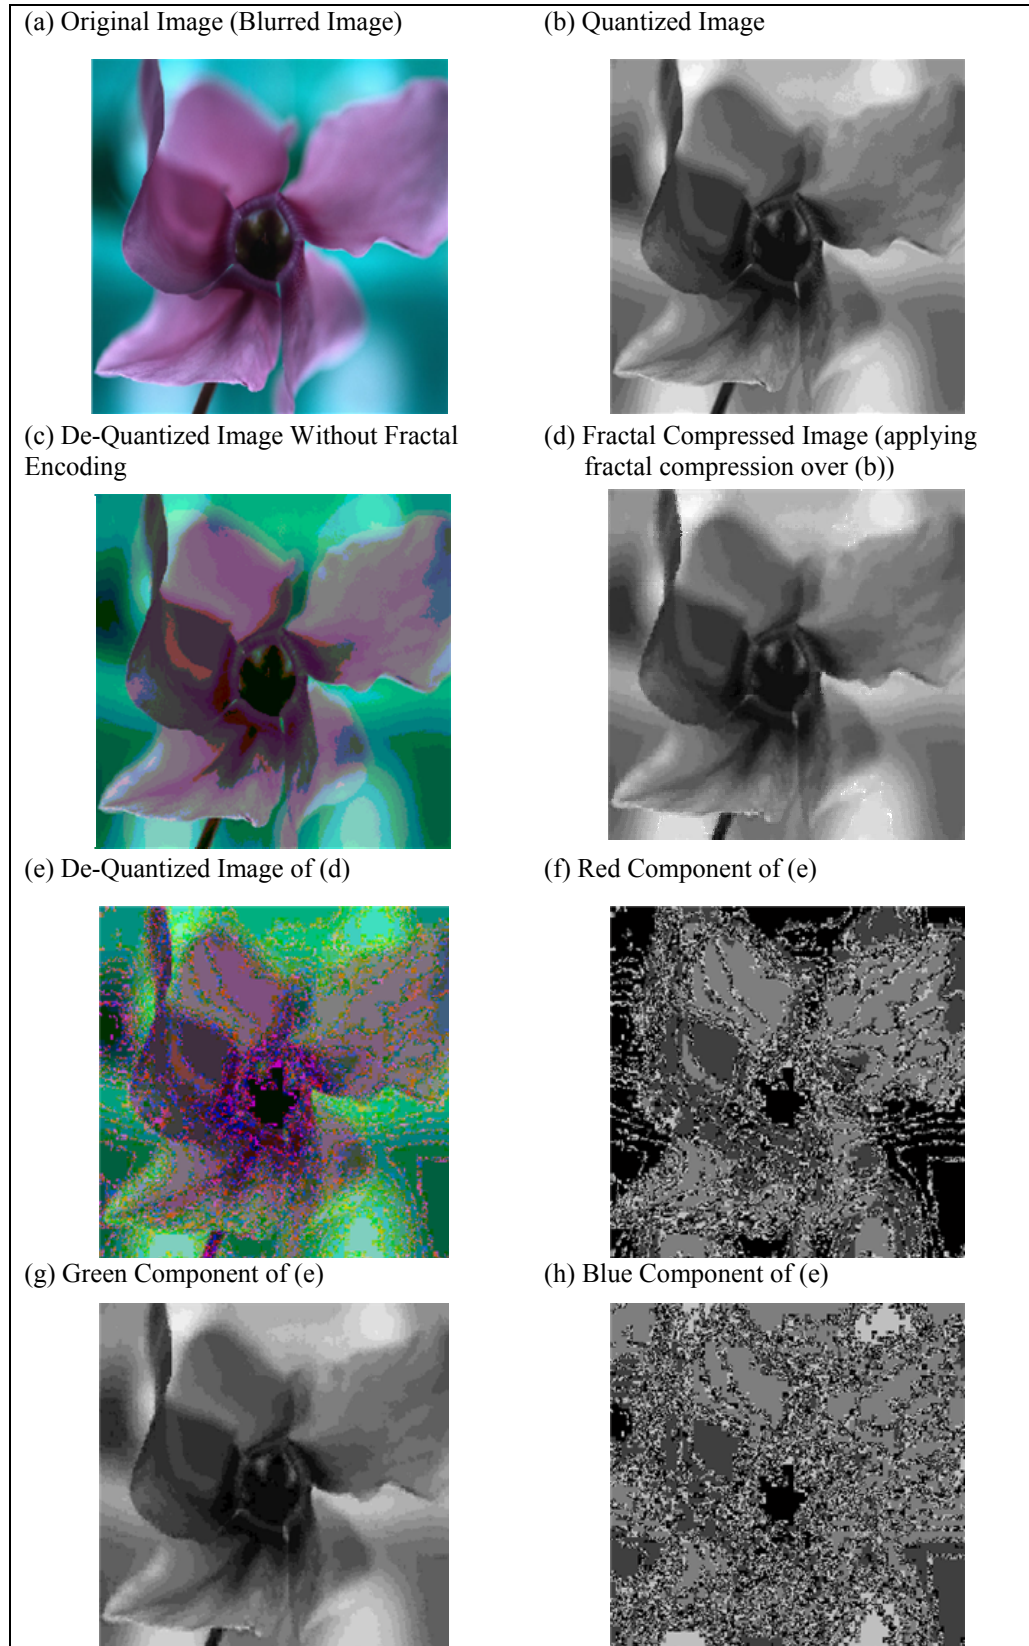 (a) Original Image (Blurred Image)
(b) Quantized Image
(c) De-Quantized Image Without Fractal
Encoding
(d) Fractal Compressed Image (applying
fractal compression over (b))
(e) De-Quantized Image of (d)
(f) Red Component of (e)
(g) Green Component of (e)
(h) Blue Component of (e)